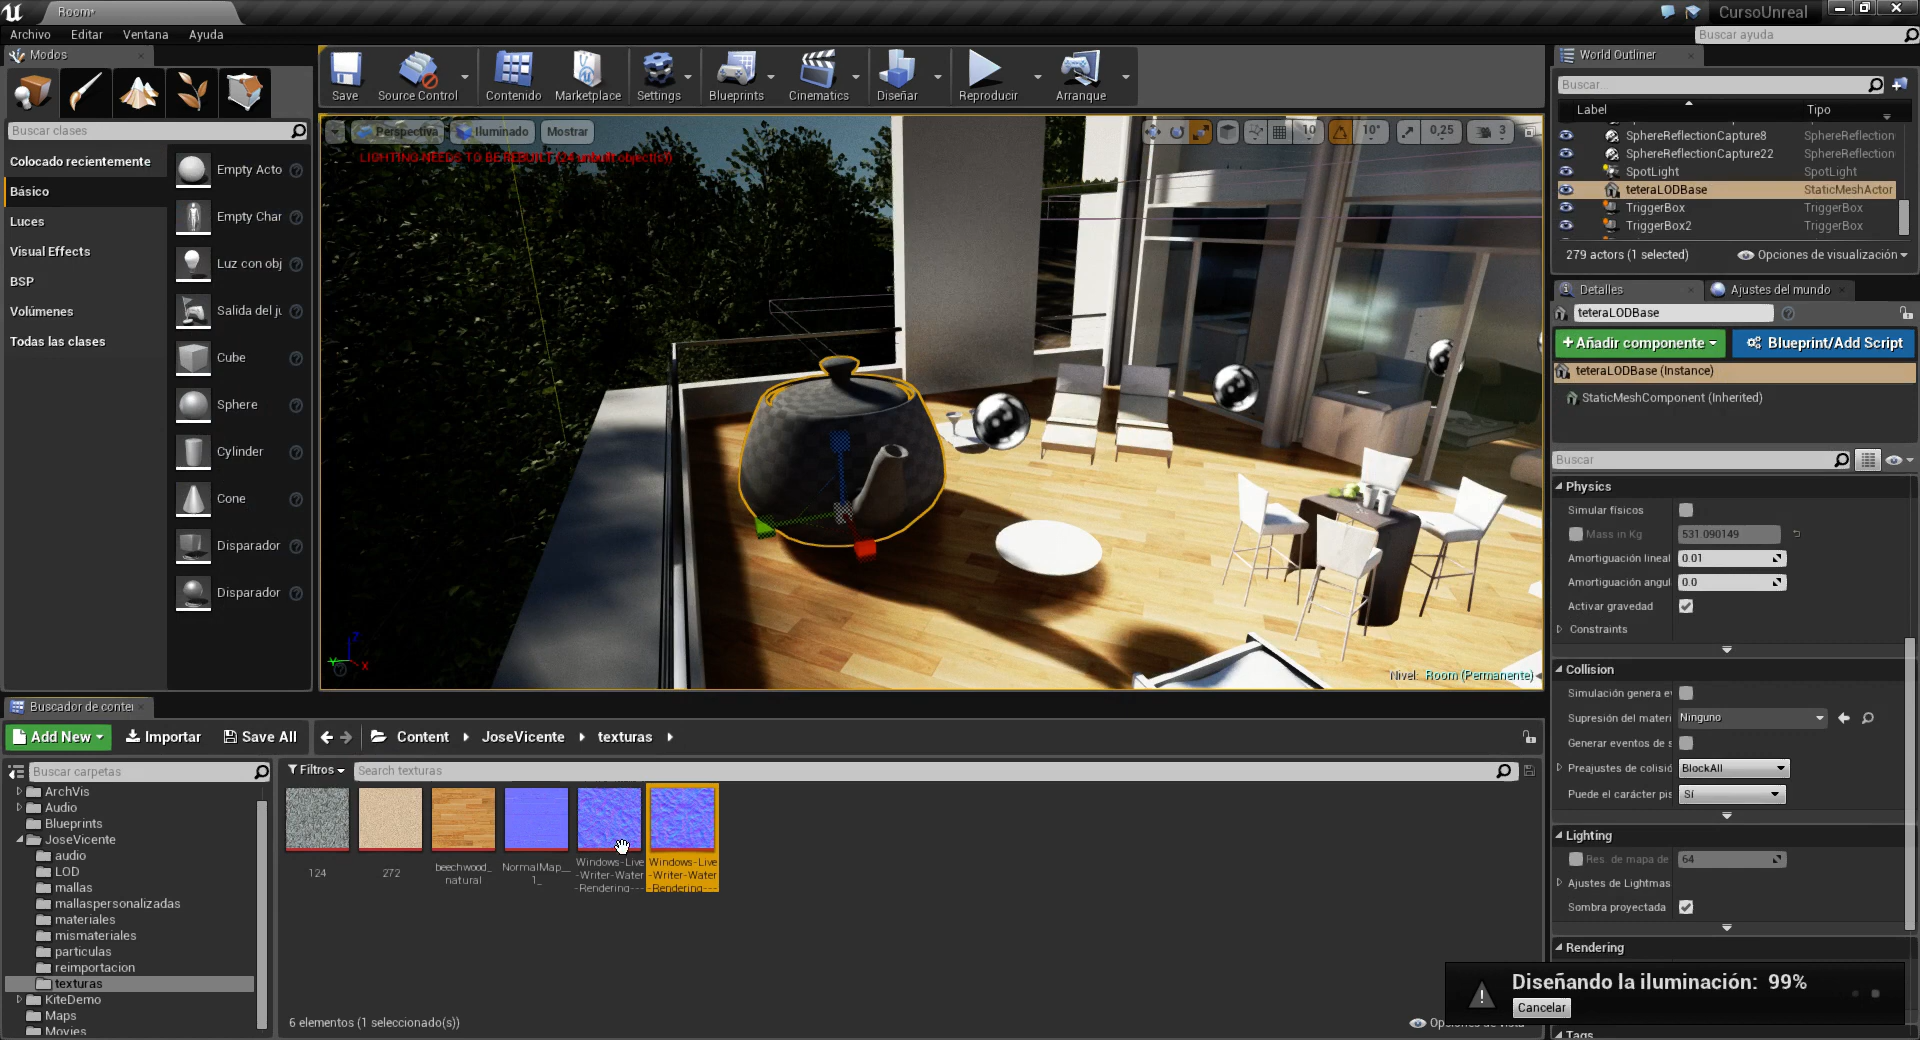 Room*
CursoUnreal
Archivo
Editar
Ventana
Ayuda
Buscar ayuda
Modos
Save
Source Control
Contenido
Marketplace
Settings
Blueprints
Cinematics
Diseñar
Reproducir
Arranque
World Outliner
Buscar...
Label
Tipo
SphereReflectionCapture8
SphereReflection
SphereReflectionCapture22
SphereReflection
SpotLight
SpotLight
teteraLODBase
StaticMeshActor
TriggerBox
TriggerBox
TriggerBox2
TriggerBox
279 actors (1 selected)
Opciones de visualización
Buscar clases
Colocado recientemente
Básico
Luces
Visual Effects
BSP
Volúmenes
Todas las clases
Empty Acto
Empty Char
Luz con obj
Salida del ju
Cube
Sphere
Cylinder
Cone
Disparador
Disparador
Perspectiva
Iluminado
Mostrar
10
10°
0,25
3
LIGHTING NEEDS TO BE REBUILT (24 unbuilt object(s))
Z
Y
X
Nivel: Room (Permanente)
Detalles
Ajustes del mundo
teteraLODBase
+Añadir componente
Blueprint/Add Script
teteraLODBase (Instance)
StaticMeshComponent (Inherited)
Buscar
Physics
Simular físicos
Mass in Kg
531.090149
Amortiguación lineal
0.01
Amortiguación angul
0.0
Activar gravedad
Constraints
Collision
Simulación genera ev
Supresión del materi
Ninguno
Generar eventos de s
Preajustes de colisió
BlockAll
Puede el carácter pis
Sí
Lighting
Res. de mapa de
64
Ajustes de Lightmas
Sombra proyectada
Rendering
Tags
Buscador de conter
Add New
Importar
Save All
Content
JoseVicente
texturas
Buscar carpetas
Filtros
Search texturas
ArchVis
Audio
Blueprints
JoseVicente
audio
LOD
mallas
mallaspersonalizadas
materiales
mismateriales
particulas
reimportacion
texturas
KiteDemo
Maps
Movies
124
272
beechwood_
natural
NormalMap__
1_
Windows-Live
-Writer-Water
-Rendering---
Windows-Live
-Writer-Water
-Rendering---
6 elementos (1 seleccionado(s))
Diseñando la iluminación: 99%
Cancelar